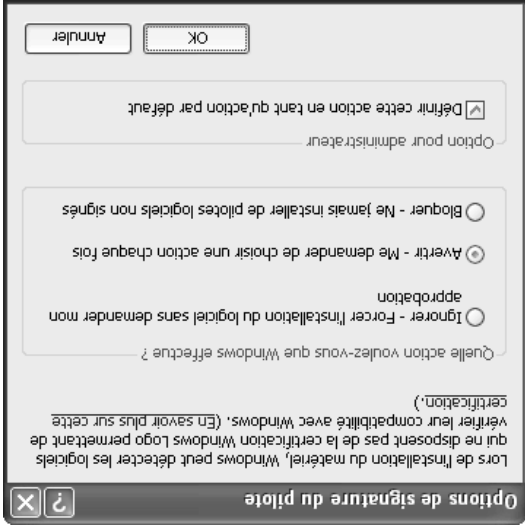 Options de signature du pilote
Lors de l'installation du matériel, Windows peut détecter les logiciels
qui ne disposent pas de la certification Windows Logo permettant de
vérifier leur compatibilité avec Windows. (En savoir plus sur cette
certification.)
Quelle action voulez-vous que Windows effectue ?
Ignorer - Forcer l'installation du logiciel sans demander mon
approbation
Avertir - Me demander de choisir une action chaque fois
Bloquer - Ne jamais installer de pilotes logiciels non signés
Option pour administrateur
Définir cette action en tant qu'action par défaut
OK
Annuler